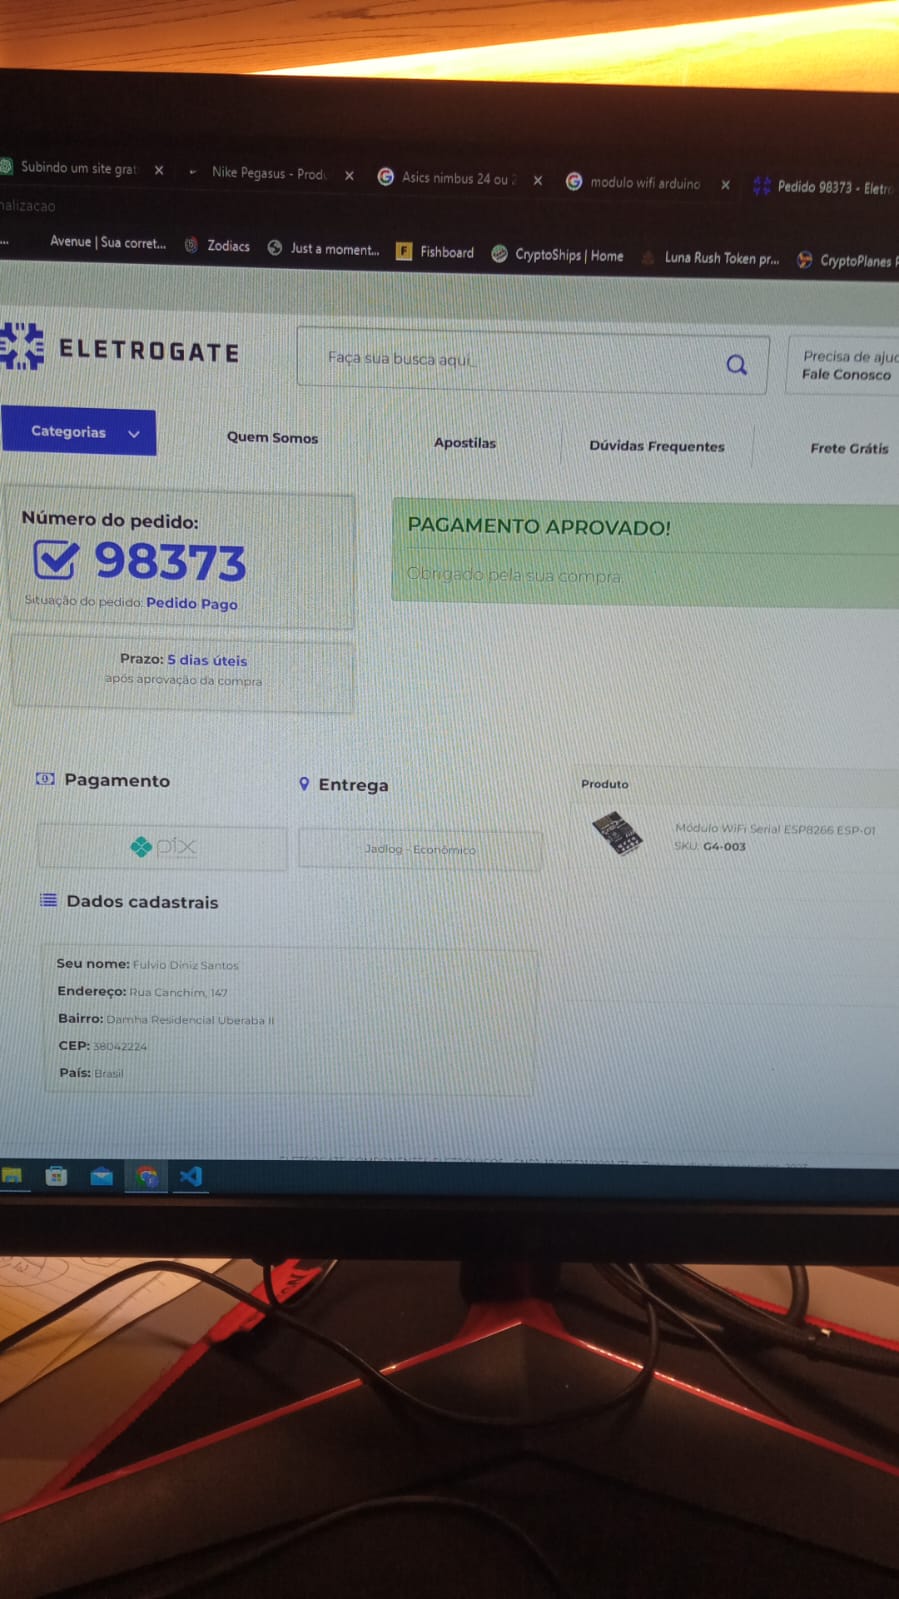 Subindo um site grat
Nike Pegasus - Produ
Asics nimbus 24 ou 2
modulo wifi arduino
Pedido 98373 - Eletro
nalizacao
...
Avenue | Sua corret...
Zodiacs
Just a moment...
Fishboard
CryptoShips | Home
Luna Rush Token pr...
CryptoPlanes
ELETROGATE
Faça sua busca aqui...
Precisa de ajuc
Fale Conosco
Categorias
Quem Somos
Apostilas
Dúvidas Frequentes
Frete Grátis
Número do pedido:
98373
Situação do pedido: Pedido Pago
PAGAMENTO APROVADO!
Obrigado pela sua compra.
Prazo: 5 dias úteis
após aprovação da compra
Pagamento
Entrega
Produto
pix
Jadlog - Econômico
Módulo WiFi Serial ESP8266 ESP-01
SKU: G4-003
Dados cadastrais
Seu nome: Fulvio Diniz Santos
Endereço: Rua Canchim, 147
Bairro: Damha Residencial Uberaba II
CEP: 38042224
País: Brasil